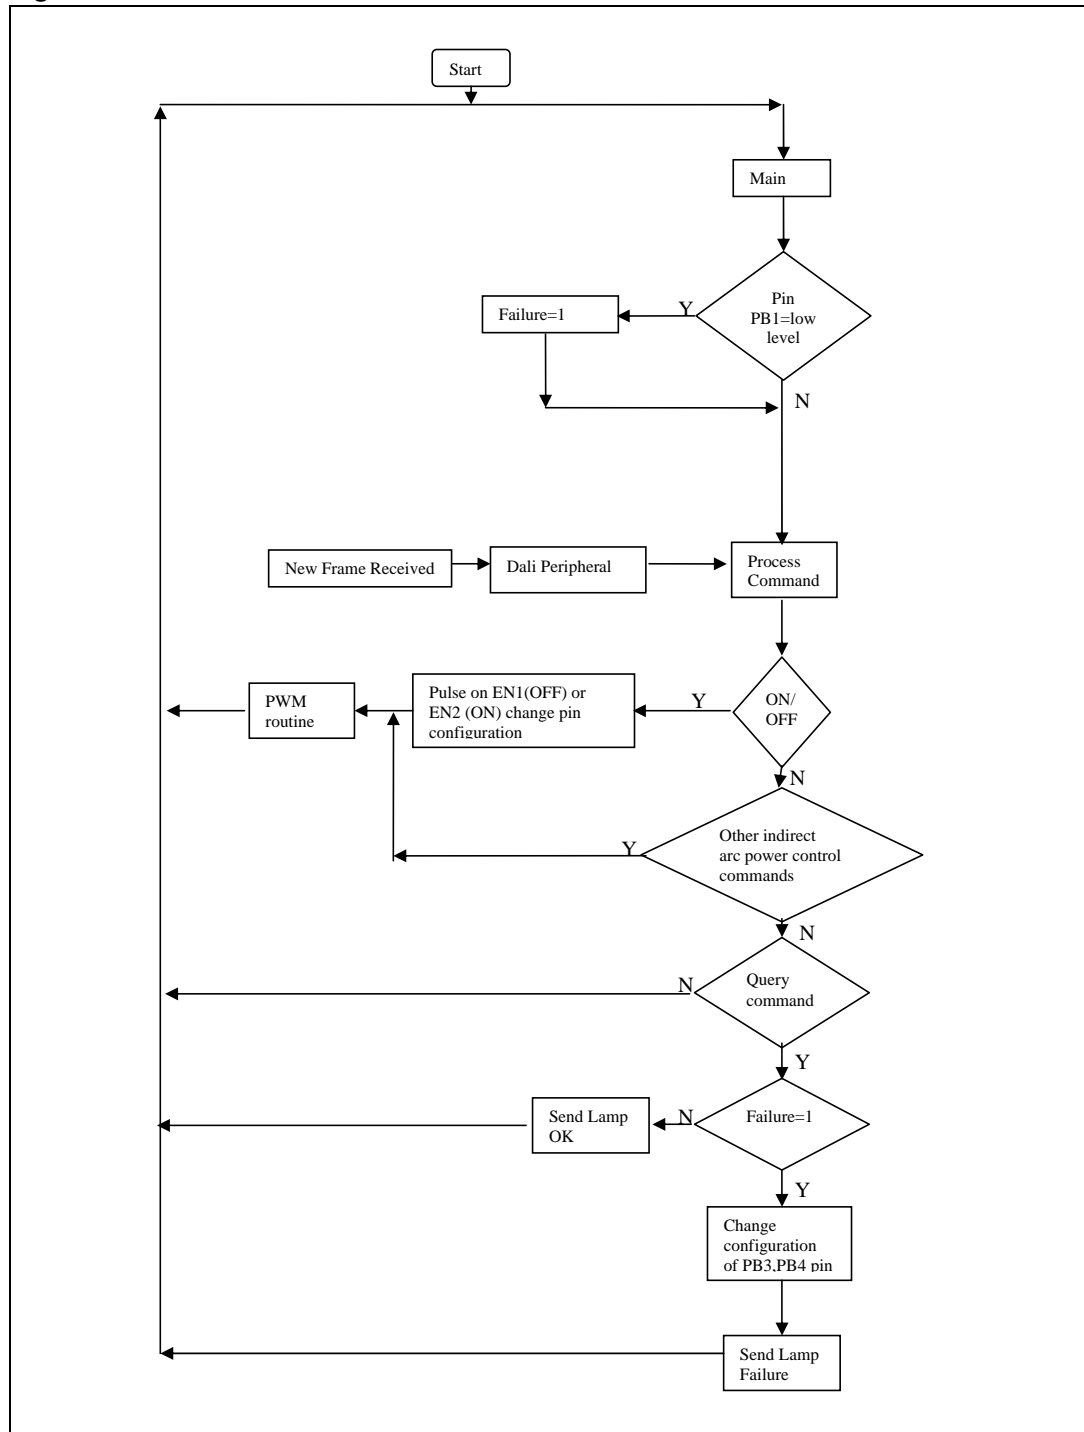 Start
Main
Pin
PB1=low
level
Y
Failure=1
N
New Frame Received
Dali Peripheral
Process
Command
ON/
OFF
Y
Pulse on EN1(OFF) or
EN2 (ON) change pin
configuration
PWM
routine
N
Other indirect
arc power control
commands
Y
N
Query
command
N
Y
Failure=1
N
Send Lamp
OK
Y
Change
configuration
of PB3,PB4 pin
Send Lamp
Failure